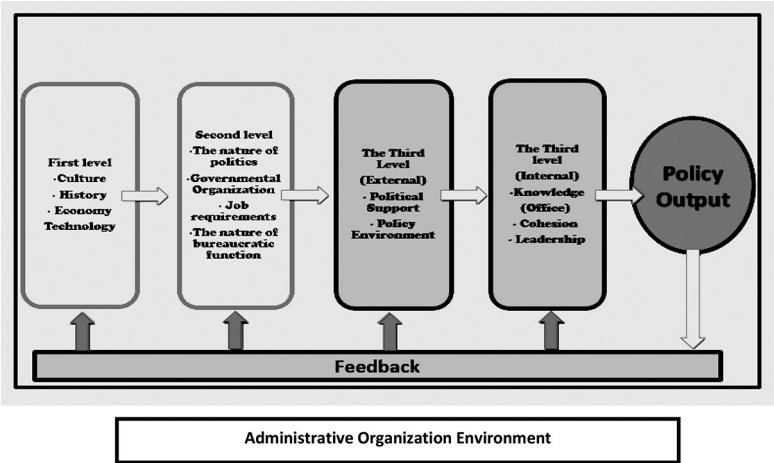 First level
·Culture
· History
· Economy
Technology
Second level
·The nature of
politics
·Governmental
Organization
· Job
requirements
·The nature of
bureaucratic
function
The Third
Level
(External)
· Political
Support
· Policy
Environment
The Third
level
(Internal)
·Knowledge
(Office)
· Cohesion
· Leadership
Policy
Output
Feedback
Administrative Organization Environment